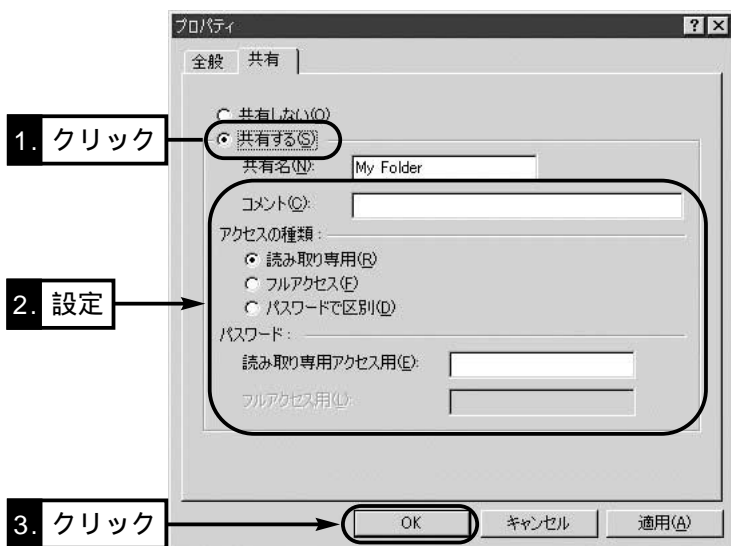 プロパティ
? ×
全般 共有
共有しない(O)
1. クリック
共有する(S)
共有名(N): My Folder
コメント(C):
アクセスの種類:
読み取り専用(R)
フルアクセス(F)
2. 設定
パスワードで区別(D)
パスワード:
読み取り専用アクセス用(E):
フルアクセス用(L):
3. クリック
OK キャンセル 適用(A)